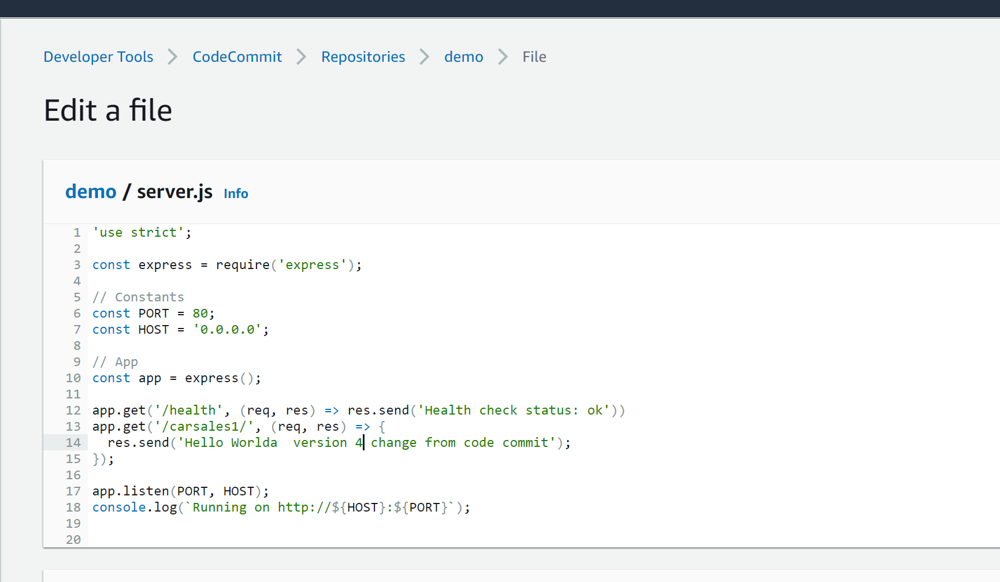 Developer Tools > CodeCommit > Repositories > demo > File
Edit a file
demo / server.js Info
1 'use strict';
2
3 const express = require('express');
4
5 // Constants
6 const PORT = 80;
7 const HOST = '0.0.0.0';
8
9 // App
10 const app = express();
11
12 app.get('/health', (req, res) => res.send('Health check status: ok'))
13 app.get('/carsales1/', (req, res) => {
14   res.send('Hello Worlda  version 4 change from code commit');
15 });
16
17 app.listen(PORT, HOST);
18 console.log(`Running on http://${HOST}:${PORT}`);
19
20